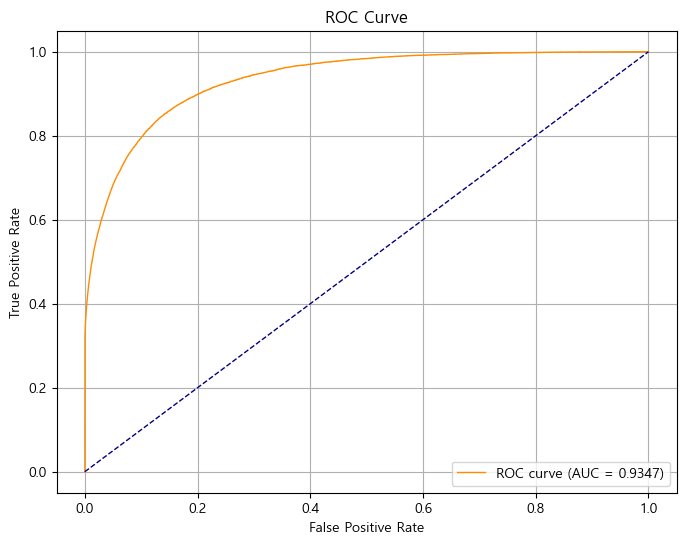 ROC Curve
True Positive Rate
1.0
0.8
0.6
0.4
0.2
0.0
ROC curve (AUC = 0.9347)
0.0 0.2 0.4 0.6 0.8 1.0
False Positive Rate